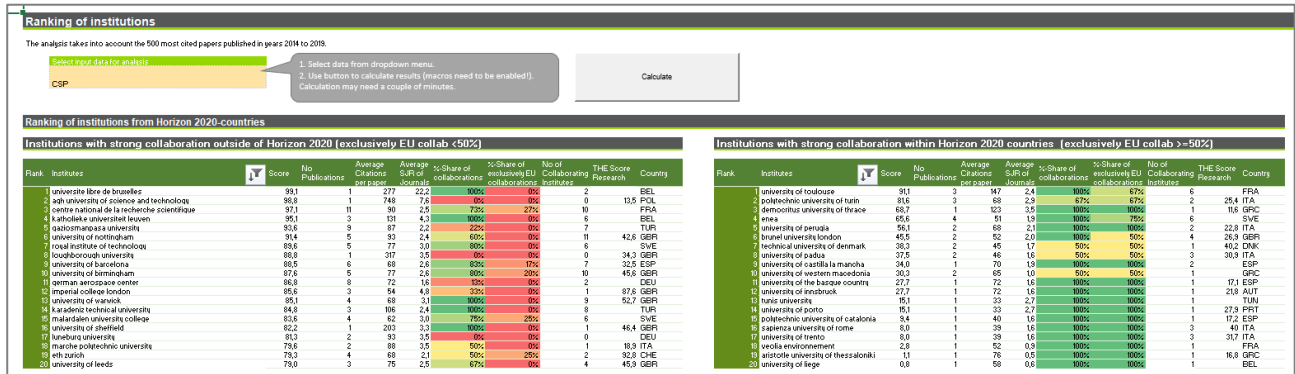 Ranking of institutions
The analysis takes into account the 500 most cited papers published in years 2014 to 2019.
Select input data for analysis
CSP
1. Select data from dropdown menu.
2. Use button to calculate results (macros need to be enabled!).
Calculation may need a couple of minutes.
Calculate
Ranking of institutions from Horizon 2020-countries
Institutions with strong collaboration outside of Horizon 2020 (exclusively EU collab <50%)
Rank Institutes Score No Publications Average Citations per paper Average SJR of Journals %-Share of collaborations %-Share of exclusively EU collaborations No of Collaborating Institutes THE Score Research Country
1 universite libre de bruxelles 99,1 1 277 22,2 100% 0% 2 BEL
2 agh university of science and technology 98,8 1 748 7,6 0% 0% 0 13,5 POL
3 centre national de la recherche scientifique 97,1 11 90 2,5 73% 27% 10 FRA
4 katholieke universiteit leuven 95,1 3 131 4,3 100% 0% 6 BEL
5 gaziosmanpasa university 93,6 9 87 2,2 22% 0% 7 TUR
6 university of nottingham 91,4 5 93 2,4 60% 0% 11 42,6 GBR
7 royal institute of technology 89,6 5 77 3,0 80% 0% 6 SVE
8 loughborough university 88,8 1 317 3,5 0% 0% 0 34,3 GBR
9 university of barcelona 88,5 6 68 2,6 83% 17% 7 32,5 ESP
10 university of birmingham 87,6 5 77 2,6 80% 20% 10 45,6 GBR
11 german aerospace center 86,8 8 72 1,6 13% 0% 2 DEU
12 imperial college london 85,6 3 54 4,8 33% 0% 1 87,6 GBR
13 university of warwick 85,1 4 68 3,1 100% 0% 9 52,7 GBR
14 karadeniz technical university 84,8 3 106 2,4 100% 0% 8 TUR
15 malardalen university college 83,6 4 62 3,0 75% 25% 6 SVE
16 university of sheffield 82,2 1 203 3,3 100% 0% 1 46,4 GBR
17 luneburg university 81,3 2 93 3,5 0% 0% 0 DEU
18 marche polytechnic university 79,6 2 88 3,5 50% 0% 1 18,9 ITA
19 eth zurich 79,3 4 68 2,1 50% 25% 2 92,8 CHE
20 university of leeds 79,0 3 75 2,5 67% 0% 4 45,9 GBR
Institutions with strong collaboration within Horizon 2020 countries (exclusively EU collab >=50%)
Rank Institutes Score No Publications Average Citations per paper Average SJR of Journals %-Share of collaborations %-Share of exclusively EU collaborations No of Collaborating Institutes THE Score Research Country
1 university of toulouse 91,1 3 147 2,4 100% 67% 6 FRA
2 polytechnic university of turin 81,6 3 68 2,9 67% 67% 2 25,4 ITA
3 democritus university of thrace 68,7 1 123 3,5 100% 100% 1 11,6 GRC
4 enea 65,6 4 51 1,9 100% 75% 6 SVE
5 university of perugia 56,1 2 68 2,1 100% 100% 2 22,8 ITA
6 brunel university london 45,5 2 52 2,0 100% 50% 4 26,9 GBR
7 technical university of denmark 38,3 2 45 1,7 50% 50% 1 40,2 DNK
8 university of padua 37,5 2 46 1,6 50% 50% 3 30,9 ITA
9 university of castilla la mancha 34,0 1 70 1,9 100% 100% 2 ESP
10 university of western macedonia 30,3 2 65 1,0 50% 50% 1 GRC
11 university of the basque country 27,7 1 72 1,6 100% 100% 1 17,1 ESP
12 university of innsbruck 27,7 1 72 1,6 100% 100% 1 21,8 AUT
13 tunis university 15,1 1 33 2,7 100% 100% 1 TUN
14 university of porto 15,1 1 33 2,7 100% 100% 1 27,9 PRT
15 polytechnic university of catalonia 9,4 1 40 1,6 100% 100% 1 17,2 ESP
16 sapienza university of rome 8,0 1 39 1,6 100% 100% 3 40 ITA
17 university of trento 8,0 1 39 1,6 100% 100% 3 31,7 ITA
18 veolia environnement 2,8 1 52 0,9 100% 100% 1 FRA
19 aristotle university of thessaloniki 1,1 1 76 0,5 100% 100% 1 16,8 GRC
20 university of liege 0,8 1 58 0,6 100% 100% 1 BEL